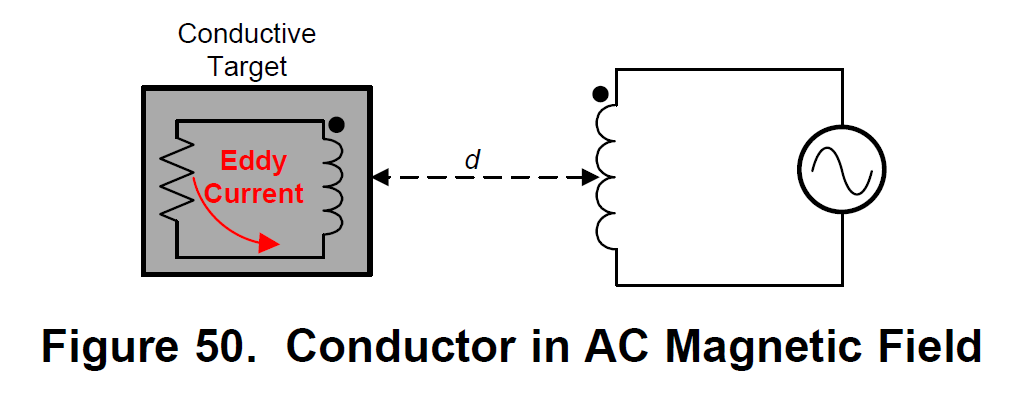 Conductive
Target
Eddy
Current
d
Figure 50. Conductor in AC Magnetic Field